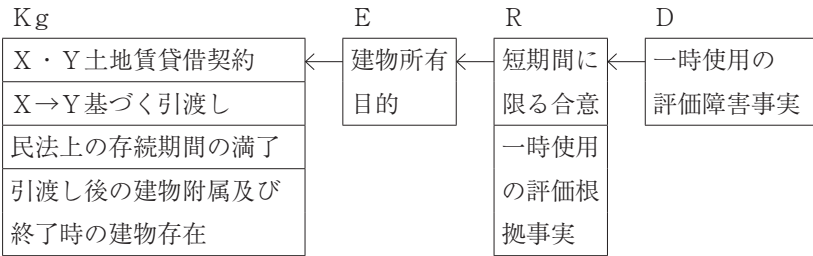 Ｋｇ
Ｘ・Ｙ土地賃貸借契約
Ｘ→Ｙ基づく引渡し
民法上の存続期間の満了
引渡し後の建物附属及び
終了時の建物存在
Ｅ
建物所有
目的
Ｒ
短期間に
限る合意
一時使用
の評価根
拠事実
Ｄ
一時使用の
評価障害事実